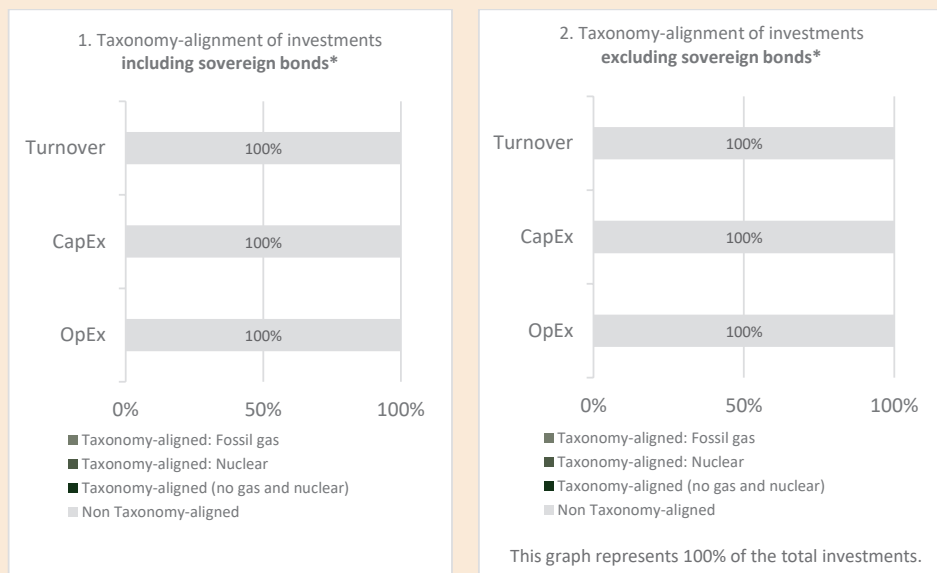 1. Taxonomy-alignment of investments
including sovereign bonds*
Turnover
100%
CapEx
100%
OpEx
100%
0%
50%
100%
Taxonomy-aligned: Fossil gas
Taxonomy-aligned: Nuclear
Taxonomy-aligned (no gas and nuclear)
Non Taxonomy-aligned
2. Taxonomy-alignment of investments
excluding sovereign bonds*
Turnover
100%
CapEx
100%
OpEx
100%
0%
50%
100%
Taxonomy-aligned: Fossil gas
Taxonomy-aligned: Nuclear
Taxonomy-aligned (no gas and nuclear)
Non Taxonomy-aligned
This graph represents 100% of the total investments.